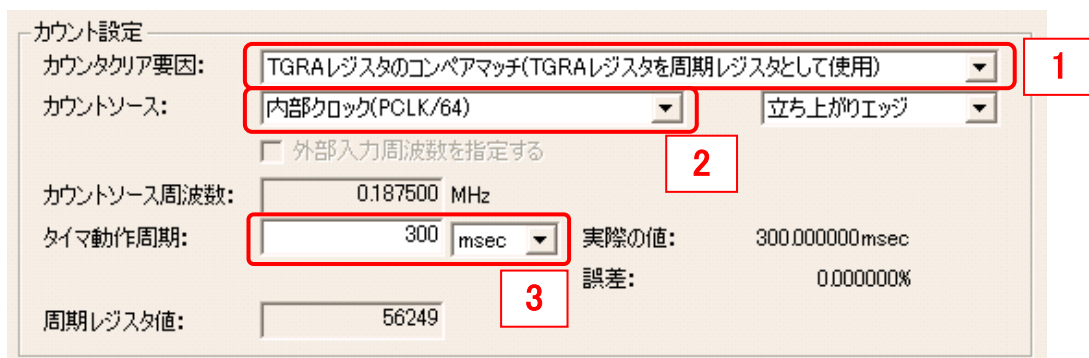 カウント設定
カウンタクリア要因: TGRAレジスタのコンペアマッチ(TGRAレジスタを周期レジスタとして使用) 1
カウントソース: 内部クロック(PCLK/64) 立ち上がりエッジ
外部入力周波数を指定する 2
カウントソース周波数: 0.187500 MHz
タイマ動作周期: 300 msec 実際の値: 300.000000msec
3 誤差: 0.000000%
周期レジスタ値: 56249